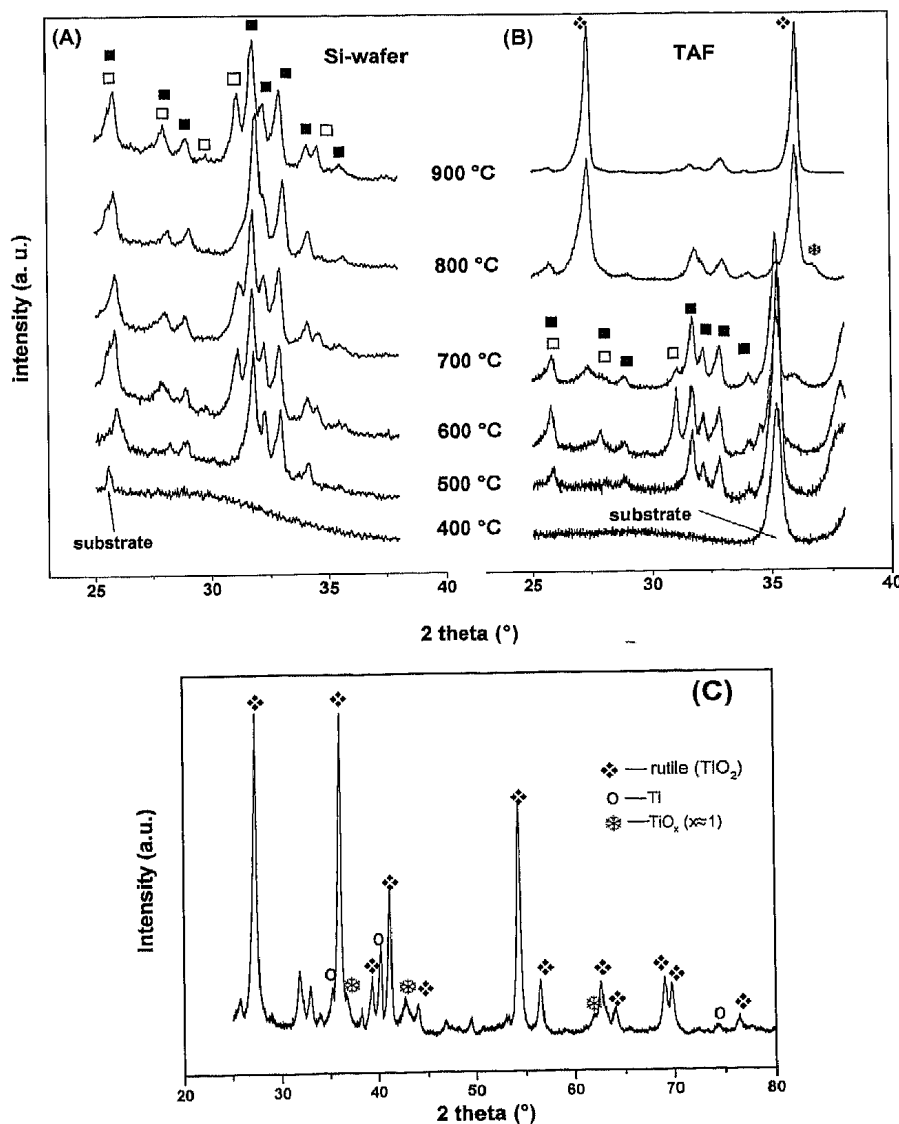 (A)
Si-wafer
(B)
TAF
900 °C
800 °C
700 °C
600 °C
500 °C
400 °C
substrate
substrate
intensity (a. u.)
25
30
35
40
25
30
35
40
2 theta (°)
(C)
rutile (TiO₂)
Ti
TiOₓ (x≈1)
Intensity (a.u.)
20
30
40
50
60
70
80
2 theta (°)